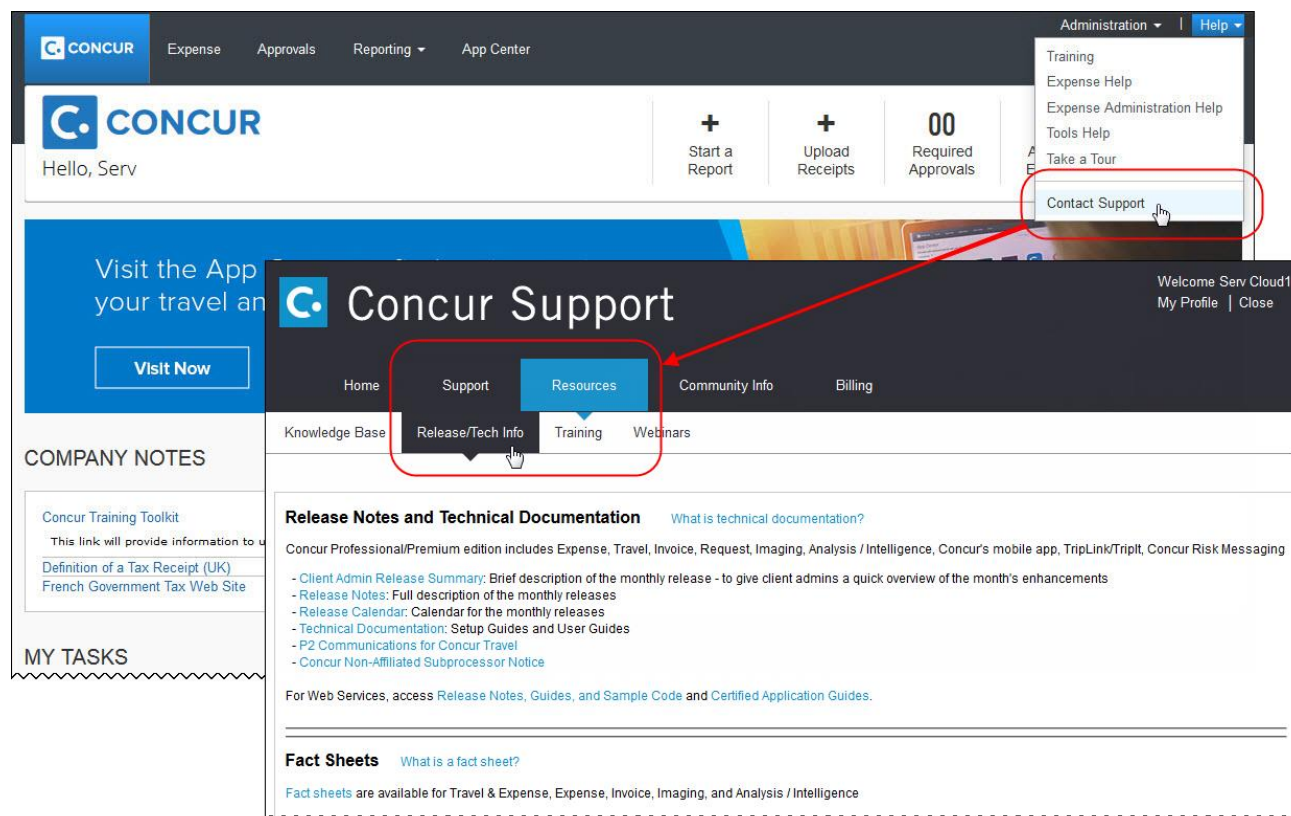 Administration | Help
C. CONCUR Expense Approvals Reporting App Center
Training
Expense Help
Expense Administration Help
Tools Help
Take a Tour
Contact Support
C. CONCUR
Hello, Serv
+ Start a Report
+ Upload Receipts
00 Required Approvals
Visit the App
your travel an
Visit Now
C. Concur Support
Welcome Serv Cloud1
My Profile | Close
Home Support Resources Community Info Billing
Knowledge Base Release/Tech Info Training Webinars
COMPANY NOTES
Concur Training Toolkit
This link will provide information to u
Definition of a Tax Receipt (UK)
French Government Tax Web Site
MY TASKS
Release Notes and Technical Documentation What is technical documentation?
Concur Professional/Premium edition includes Expense, Travel, Invoice, Request, Imaging, Analysis / Intelligence, Concur's mobile app, TripLink/TripIt, Concur Risk Messaging
- Client Admin Release Summary: Brief description of the monthly release - to give client admins a quick overview of the month's enhancements
- Release Notes: Full description of the monthly releases
- Release Calendar: Calendar for the monthly releases
- Technical Documentation: Setup Guides and User Guides
- P2 Communications for Concur Travel
- Concur Non-Affiliated Subprocessor Notice
For Web Services, access Release Notes, Guides, and Sample Code and Certified Application Guides.
Fact Sheets What is a fact sheet?
Fact sheets are available for Travel & Expense, Expense, Invoice, Imaging, and Analysis / Intelligence